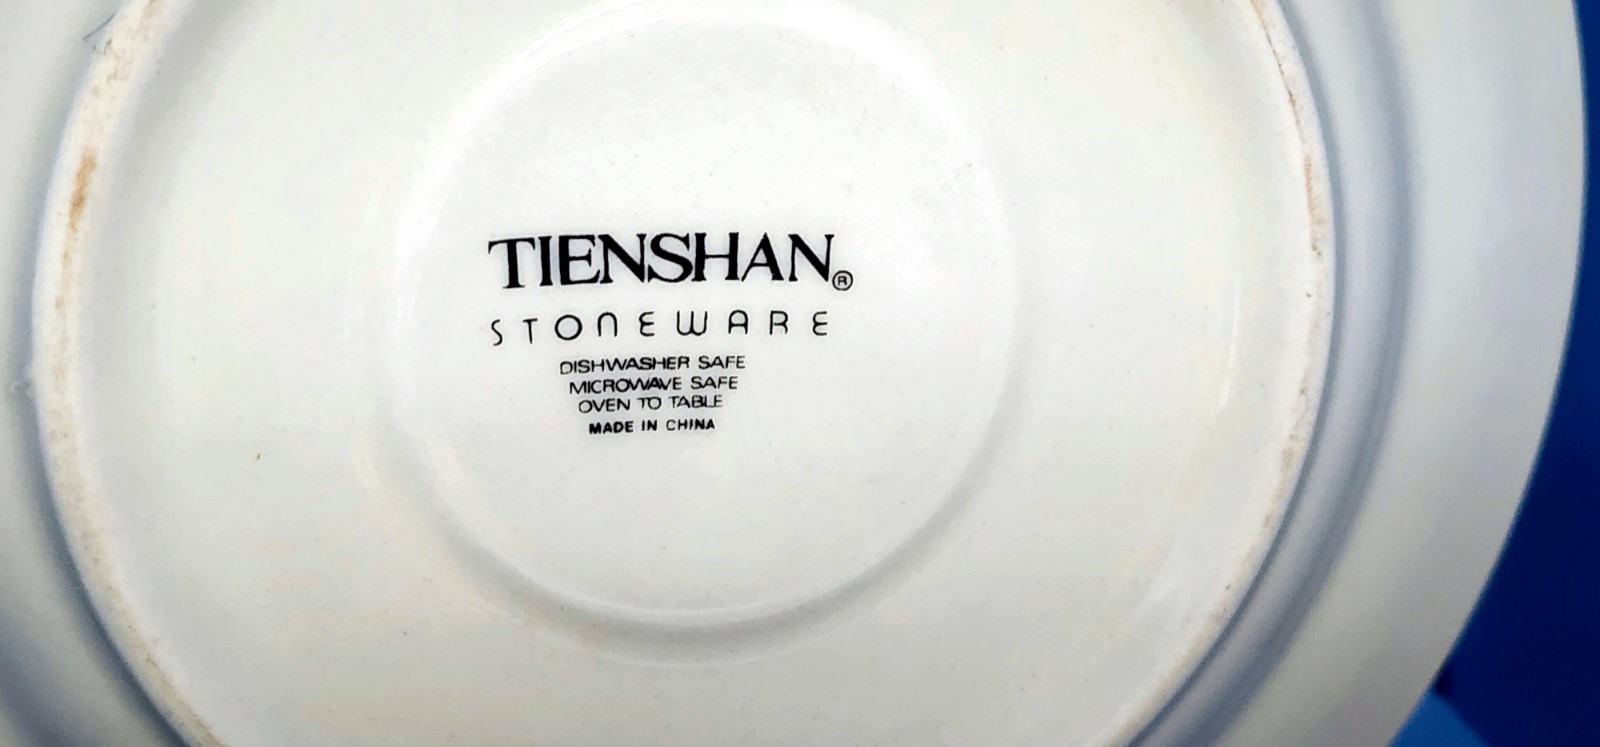 TIENSHAN®
STONEWARE
DISHWASHER SAFE
MICROWAVE SAFE
OVEN TO TABLE
MADE IN CHINA